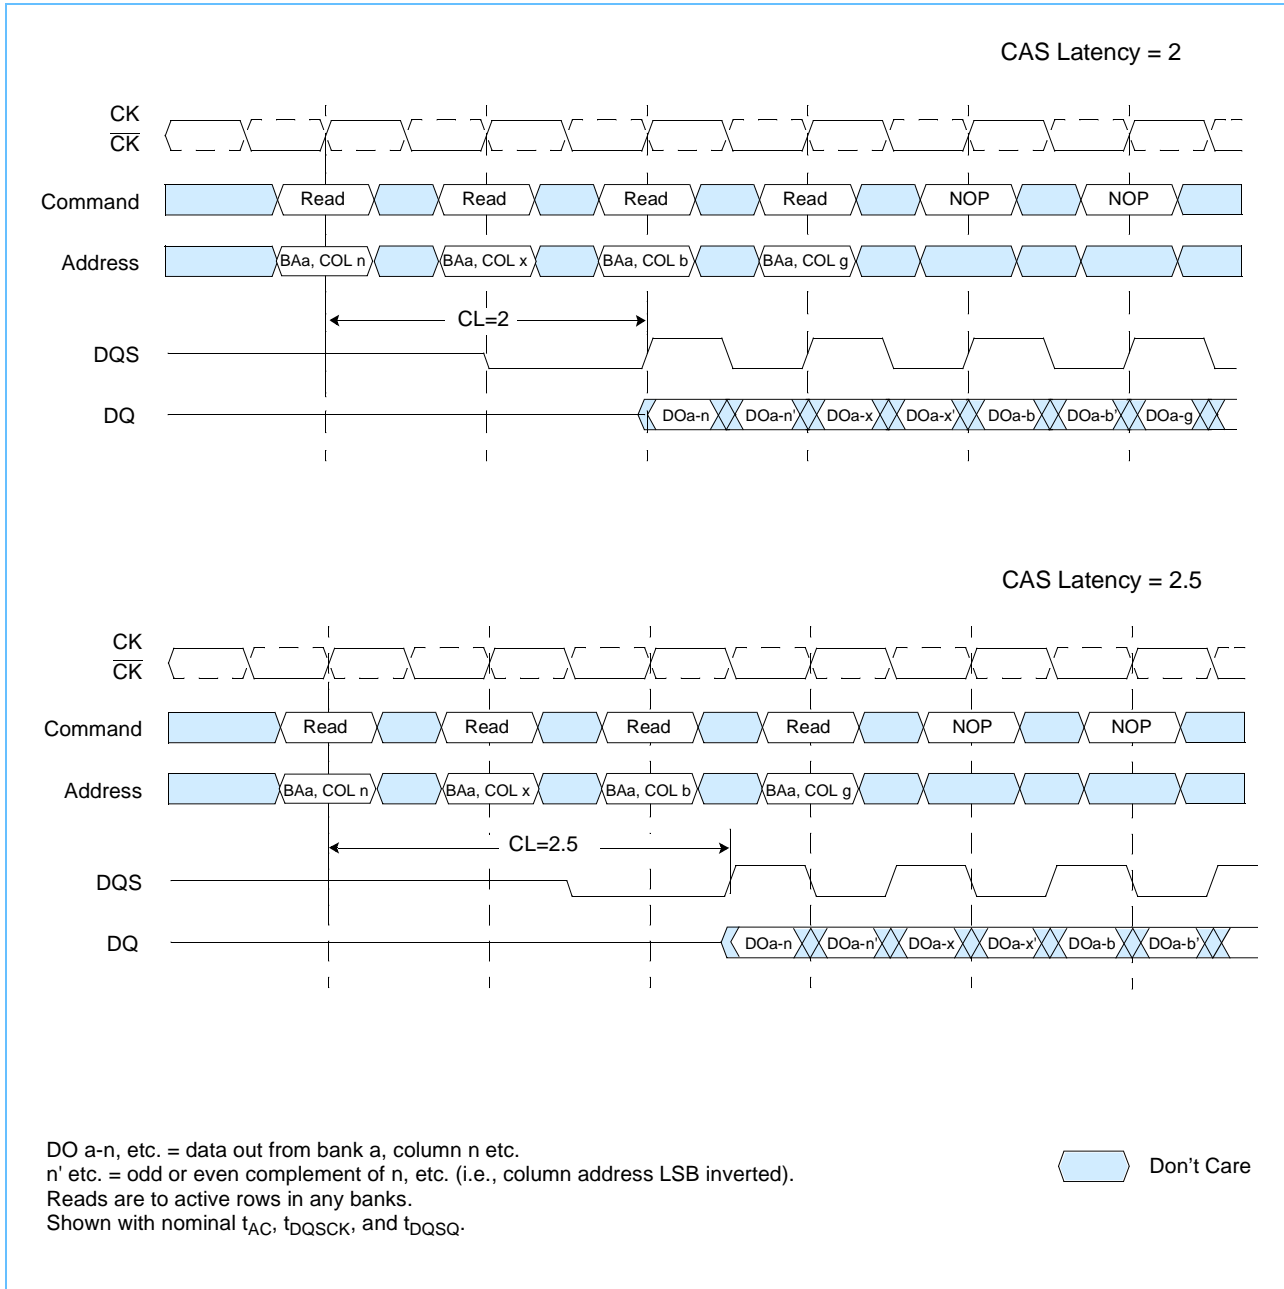 CAS Latency = 2
CK
CK
Command Read Read Read Read NOP NOP
Address BAa, COL n BAa, COL x BAa, COL b BAa, COL g
CL=2
DQS
DQ DOa-n DOa-n' DOa-x DOa-x' DOa-b DOa-b' DOa-g
CAS Latency = 2.5
CK
CK
Command Read Read Read Read NOP NOP
Address BAa, COL n BAa, COL x BAa, COL b BAa, COL g
CL=2.5
DQS
DQ DOa-n DOa-n' DOa-x DOa-x' DOa-b DOa-b'
DO a-n, etc. = data out from bank a, column n etc.
n' etc. = odd or even complement of n, etc. (i.e., column address LSB inverted).
Reads are to active rows in any banks.
Shown with nominal tAC, tDQSCK, and tDQSQ.
Don't Care